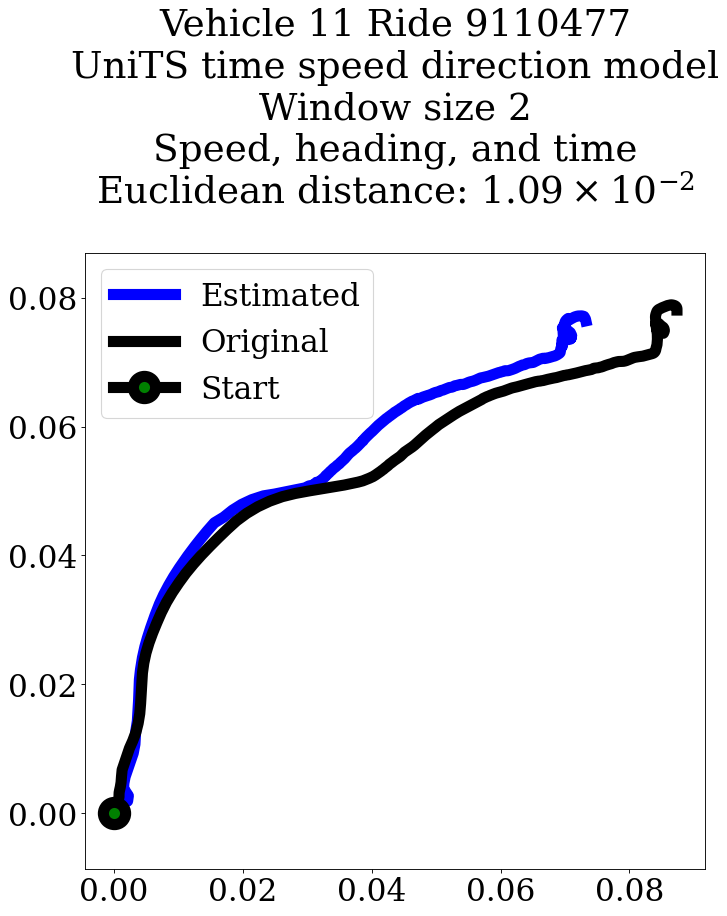 Vehicle 11 Ride 9110477
UniTS time speed direction model
Window size 2
Speed, heading, and time
Euclidean distance: 1.09 × 10⁻²
Estimated
Original
Start
0.08
0.06
0.04
0.02
0.00
0.00 0.02 0.04 0.06 0.08